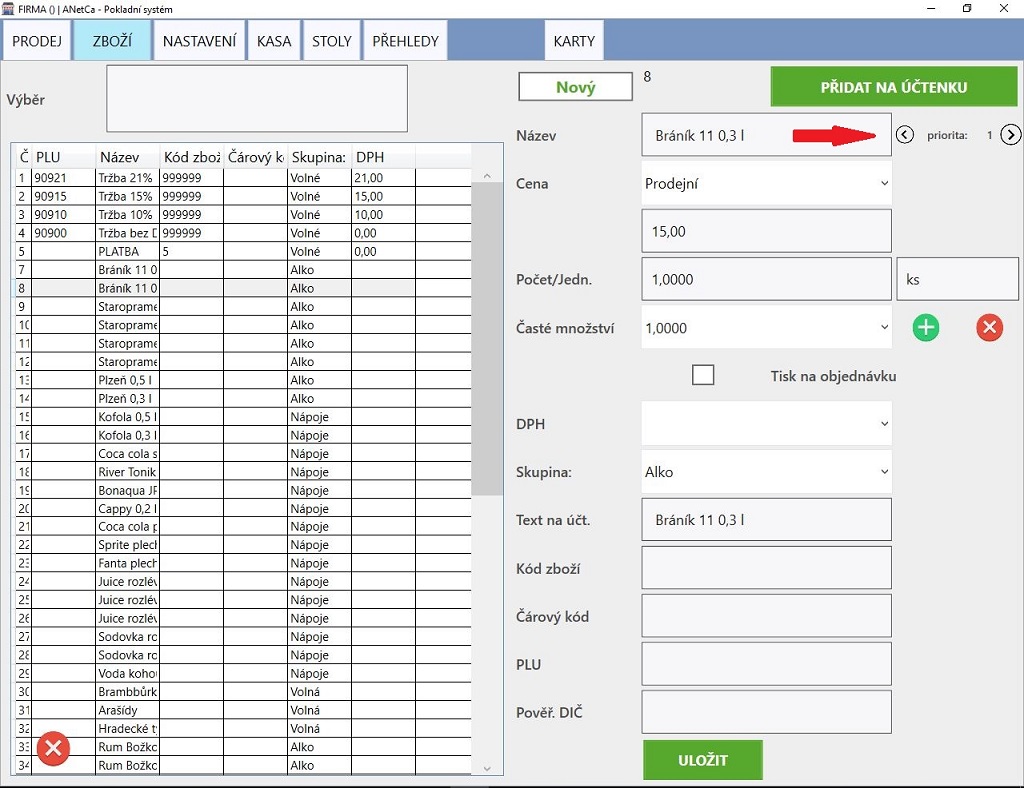 FIRMA () | ANetCa - Pokladní systém
PRODEJ ZBOŽÍ NASTAVENÍ KASA STOLY PŘEHLEDY KARTY
Výběr
Č PLU Název Kód zbož Čárový k Skupina: DPH
1 90921 Tržba 21% 999999 Volné 21,00
2 90915 Tržba 15% 999999 Volné 15,00
3 90910 Tržba 10% 999999 Volné 10,00
4 90900 Tržba bez D 999999 Volné 0,00
5 PLATBA 5 Volné 0,00
7 Bráník 11 0 Alko
8 Bráník 11 0 Alko
9 Starоprame Alko
10 Staroprame Alko
11 Staroprame Alko
12 Staroprame Alko
13 Plzeň 0,5 l Alko
14 Plzeň 0,3 l Alko
15 Kofola 0,5 l Nápoje
16 Kofola 0,3 l Nápoje
17 Coca cola s Nápoje
18 River Tonik Nápoje
19 Bonaqua JP Nápoje
20 Cappy 0,2 l Nápoje
21 Coca cola p Nápoje
22 Sprite plech Nápoje
23 Fanta plech Nápoje
24 Juice rozlév Nápoje
25 Juice rozlév Nápoje
26 Juice rozlév Nápoje
27 Sodovka ro Nápoje
28 Sodovka ro Nápoje
29 Voda kohou Nápoje
30 Brambbůrk Volná
31 Arašídy Volná
32 Hradecké ty Volná
33 Rum Božko Alko
34 Rum Božko Alko
Nový 8 PŘIDAT NA ÚČTENKU
Název Bráník 11 0,3 l priorita: 1
Cena Prodejní
15,00
Počet/Jedn. 1,0000 ks
Časté množství 1,0000
Tisk na objednávku
DPH
Skupina: Alko
Text na účt. Bráník 11 0,3 l
Kód zboží
Čárový kód
PLU
Pověř. DIČ
ULOŽIT